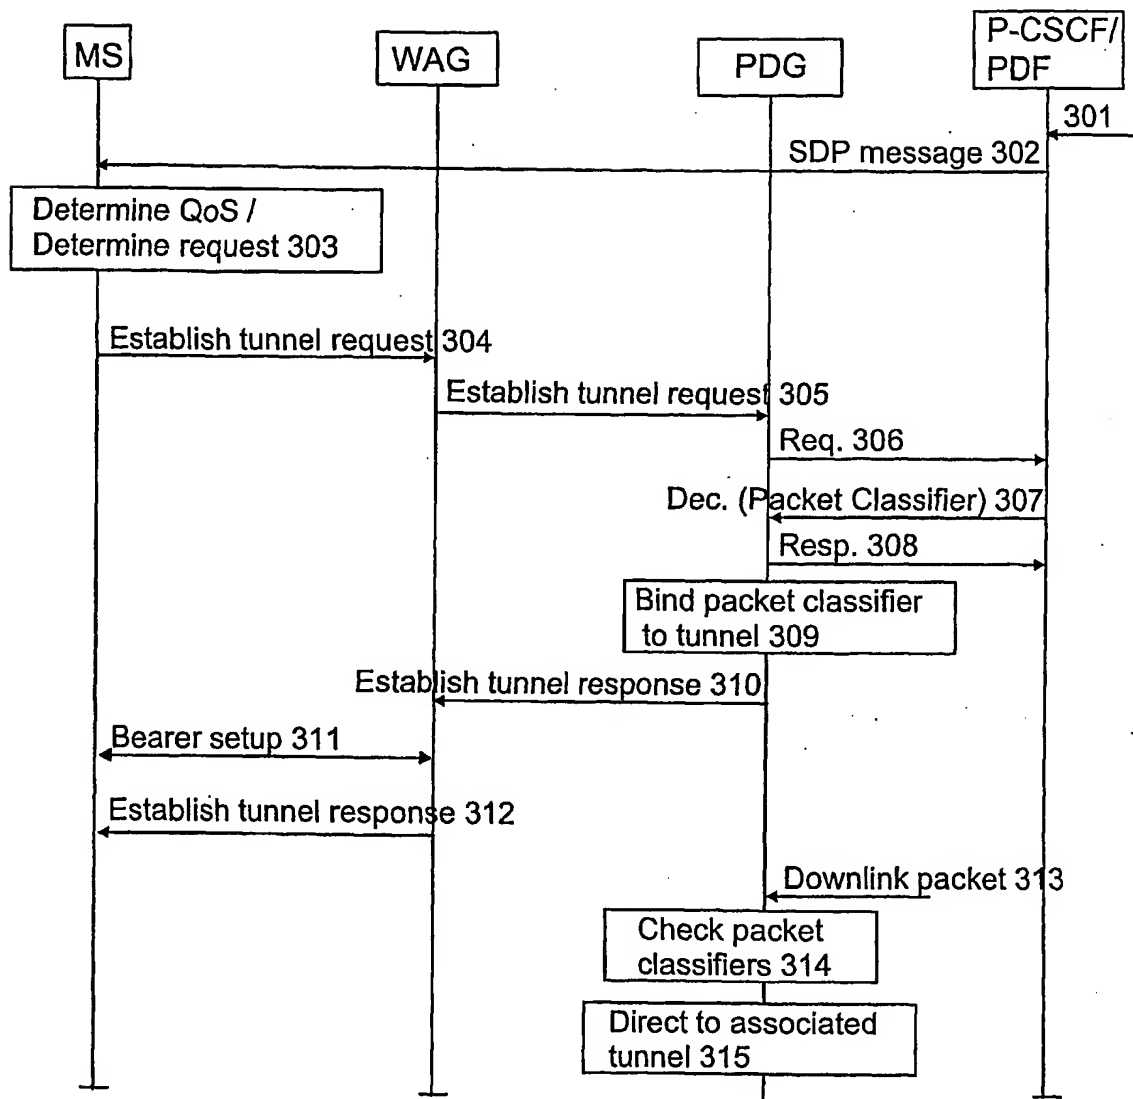 MS
WAG
PDG
P-CSCF/
PDF
301
SDP message 302
Determine QoS /
Determine request 303
Establish tunnel request 304
Establish tunnel request 305
Req. 306
Dec. (Packet Classifier) 307
Resp. 308
Bind packet classifier
to tunnel 309
Establish tunnel response 310
Bearer setup 311
Establish tunnel response 312
Downlink packet 313
Check packet
classifiers 314
Direct to associated
tunnel 315